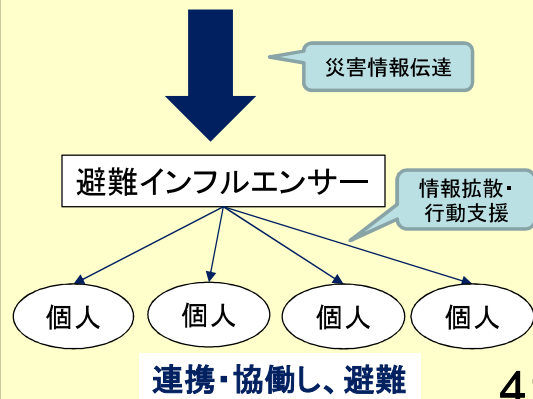 災害情報伝達
避難インフルエンサー
情報拡散・
行動支援
個人 個人 個人 個人
連携・協働し、避難
4